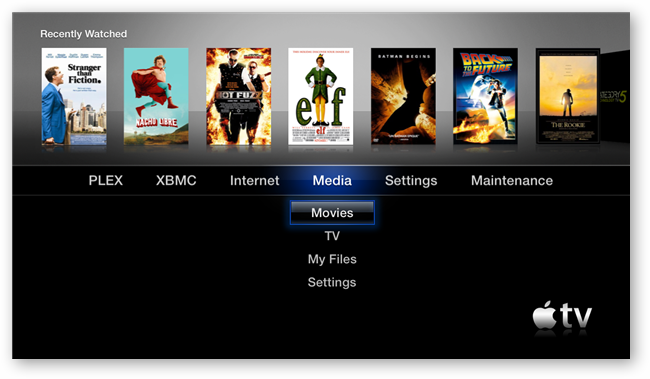 Recently Watched
Stranger
than
Fiction.
NACHO LIBRE
HOT FUZZ
elf
elf
BATMAN BEGINS
BACK
TO THE
FUTURE
THE ROOKIE
PLEX XBMC Internet Media Settings Maintenance
Movies
TV
My Files
Settings
tv